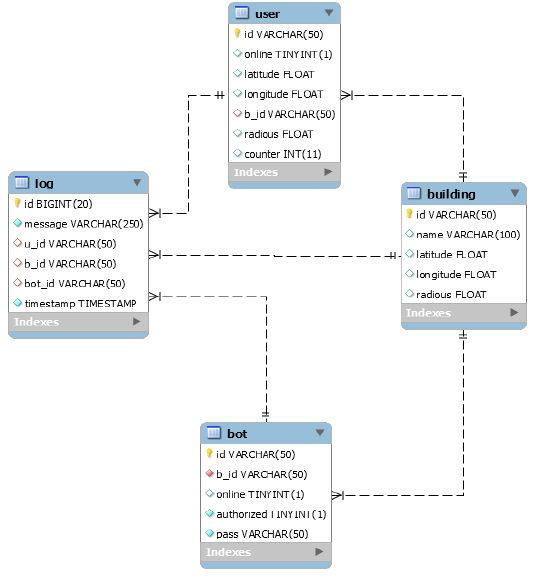 user
id VARCHAR(50)
online TINYINT(1)
latitude FLOAT
longitude FLOAT
b_id VARCHAR(50)
radious FLOAT
counter INT(11)
Indexes
log
id BIGINT(20)
message VARCHAR(250)
u_id VARCHAR(50)
b_id VARCHAR(50)
bot_id VARCHAR(50)
timestamp TIMESTAMP
Indexes
building
id VARCHAR(50)
name VARCHAR(100)
latitude FLOAT
longitude FLOAT
radious FLOAT
Indexes
bot
id VARCHAR(50)
b_id VARCHAR(50)
online TINYINT(1)
authorized TINYINT(1)
pass VARCHAR(50)
Indexes